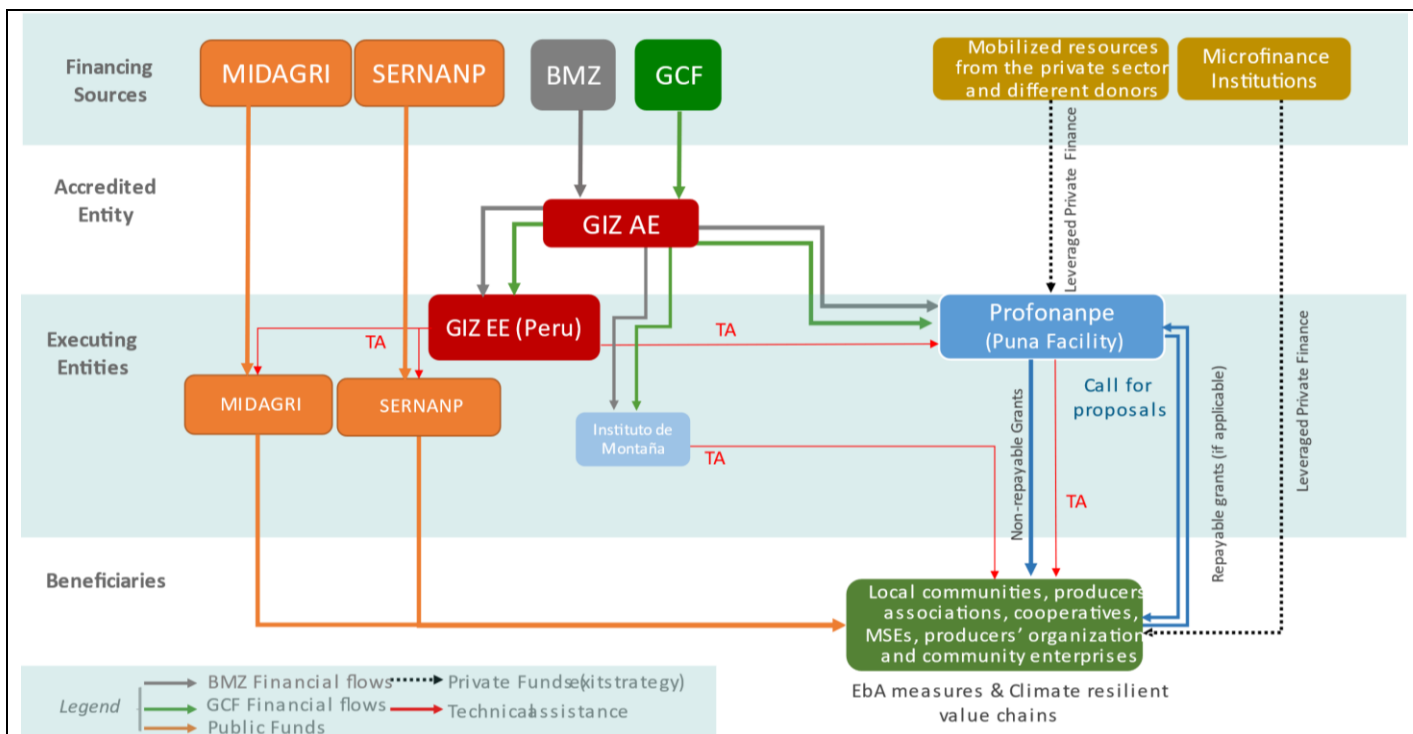 Financing
Sources
MIDAGRI
SERNANP
BMZ
GCF
Mobilized resources
from the private sector
and different donors
Microfinance
Institutions
Leveraged Private Finance
Accredited
Entity
GIZ AE
Executing
Entities
GIZ EE (Peru)
TA
TA
Profonanpe
(Puna Facility)
Leveraged Private Finance
MIDAGRI
SERNANP
Instituto de
Montaña
TA
Call for
proposals
Non-repayable Grants
TA
Repayable grants (if applicable)
Beneficiaries
Local communities, producers
associations, cooperatives,
MSEs, producers' organization
and community enterprises
EbA measures & Climate resilient
value chains
Legend
BMZ Financial flows
GCF Financial flows
Public Funds
Private Funds(exitstrategy)
Technicalassistance